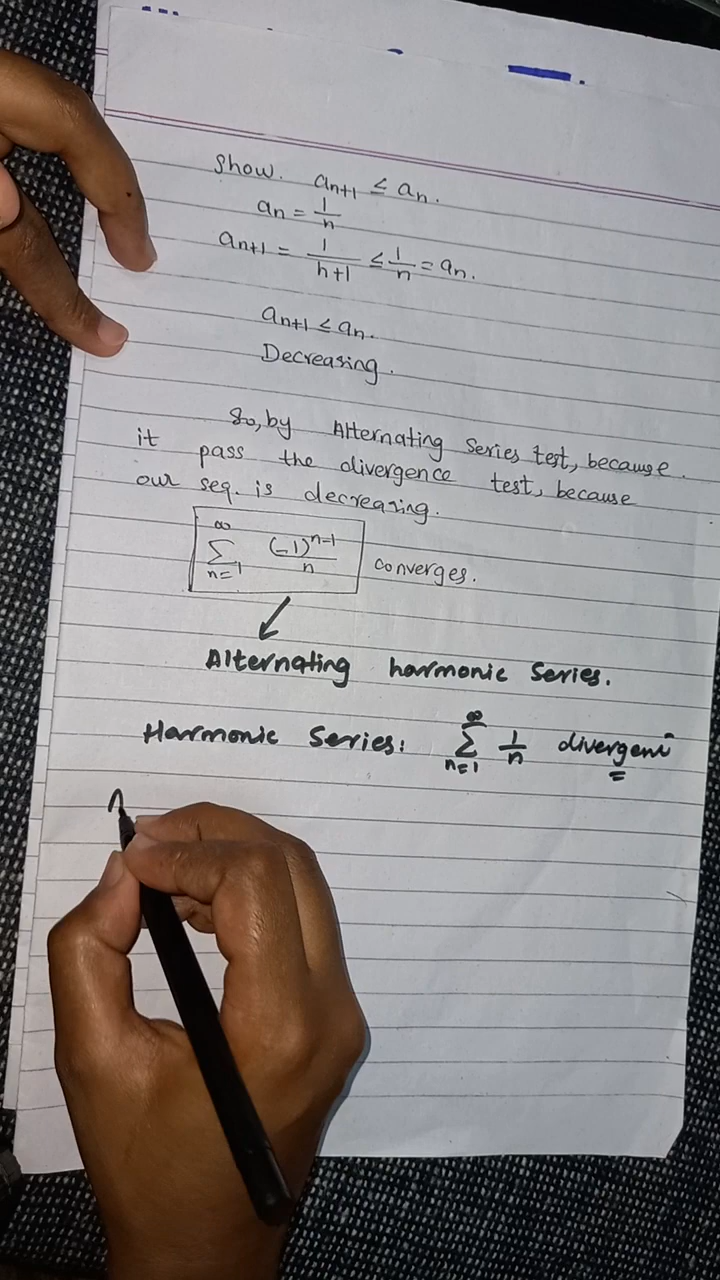 Show. aₙ₊₁ ≤ aₙ.
aₙ = 1/n
aₙ₊₁ = 1/(n+1) ≤ 1/n = aₙ.
aₙ₊₁ ≤ aₙ.
Decreasing.
So, by Alternating Series test, because.
it pass the divergence test, because
our seq. is decreasing.
∞∑n=1 (-1)ⁿ⁻¹/n converges.
Alternating harmonic Series.
Harmonic Series: ∞∑n=1 1/n divergent